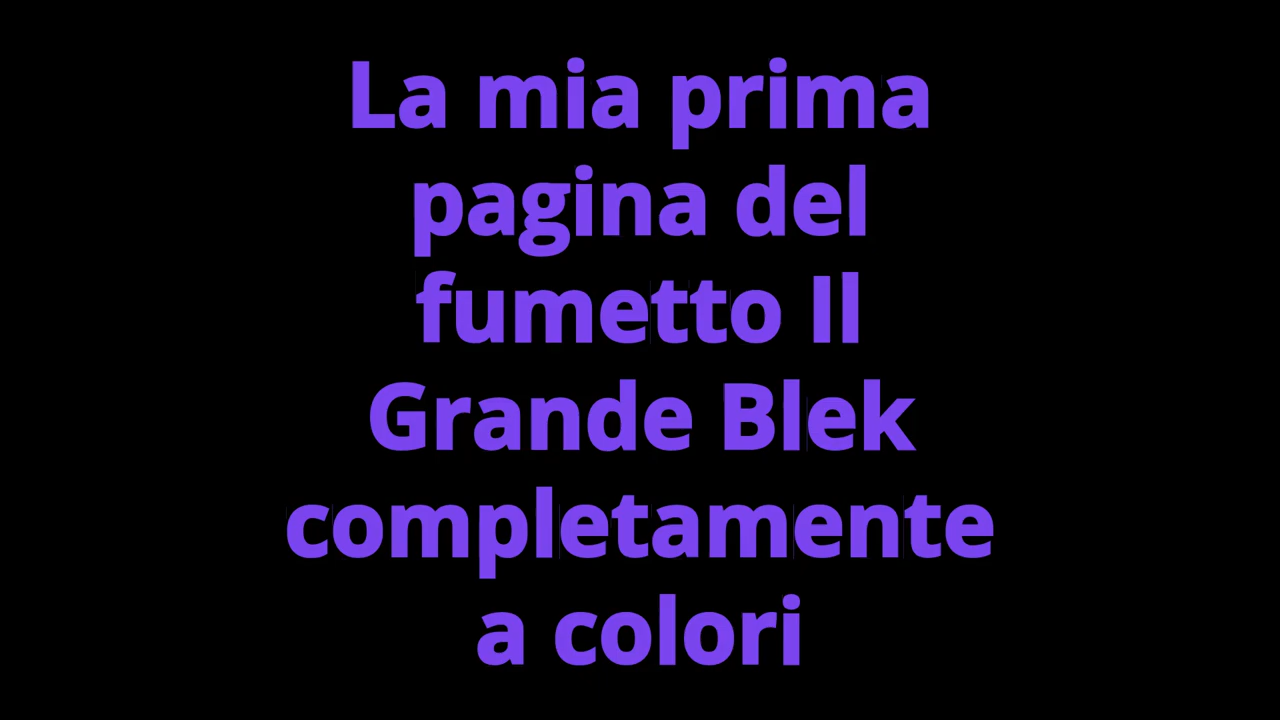 La mia prima
pagina del
fumetto Il
Grande Blek
completamente
a colori